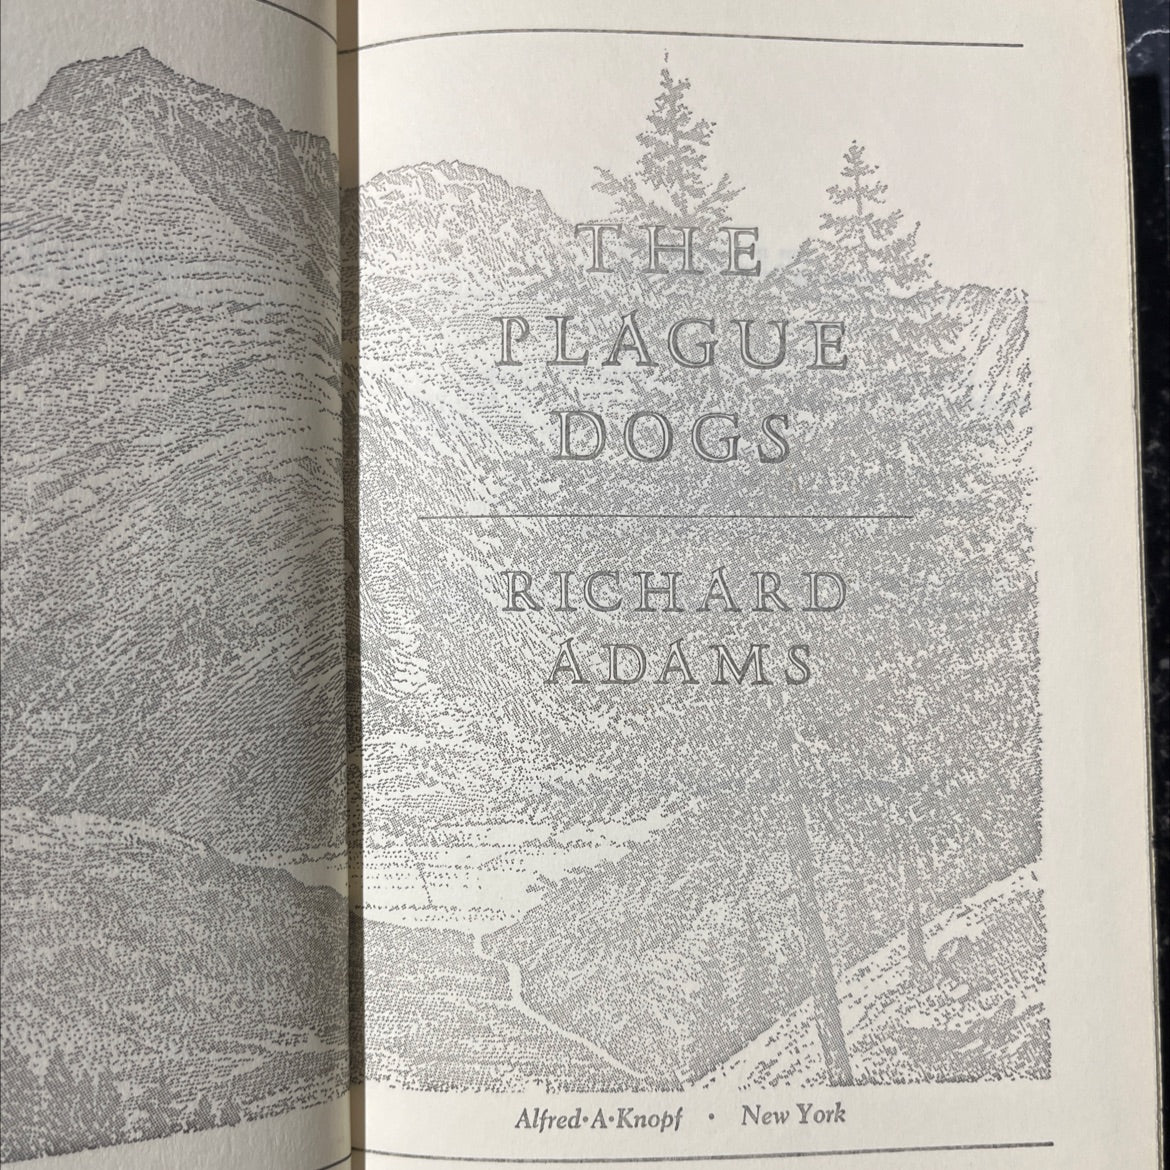 THE
PLAGUE
DOGS
RICHARD
ADAMS
Alfred·A·Knopf · New York